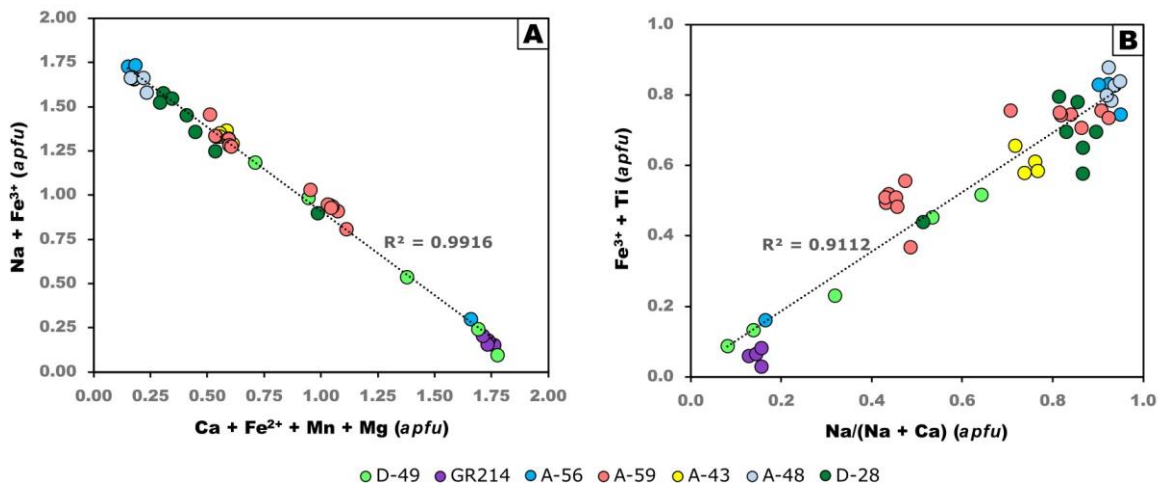 A
2.00
1.75
1.50
1.25
1.00
0.75
0.50
0.25
0.00
Na + Fe³⁺ (apfu)
R² = 0.9916
0.00 0.25 0.50 0.75 1.00 1.25 1.50 1.75 2.00
Ca + Fe²⁺ + Mn + Mg (apfu)
B
1.0
0.8
0.6
0.4
0.2
0.0
Fe³⁺ + Ti (apfu)
R² = 0.9112
0.0 0.2 0.4 0.6 0.8 1.0
Na/(Na + Ca) (apfu)
D-49 GR214 A-56 A-59 A-43 A-48 D-28